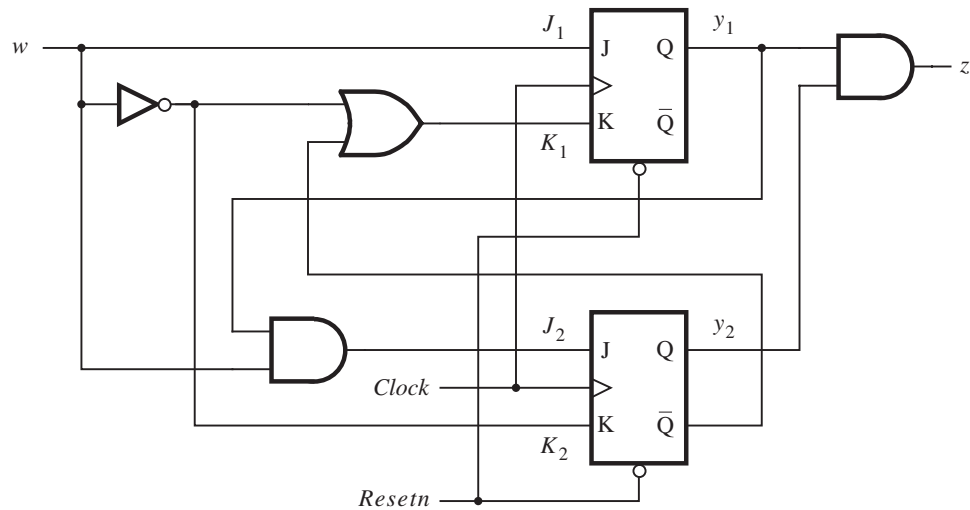 w
J₁
J
Q
y₁
z
K
Q̅
K₁
J₂
J
Q
y₂
Clock
K
Q̅
K₂
Resetn